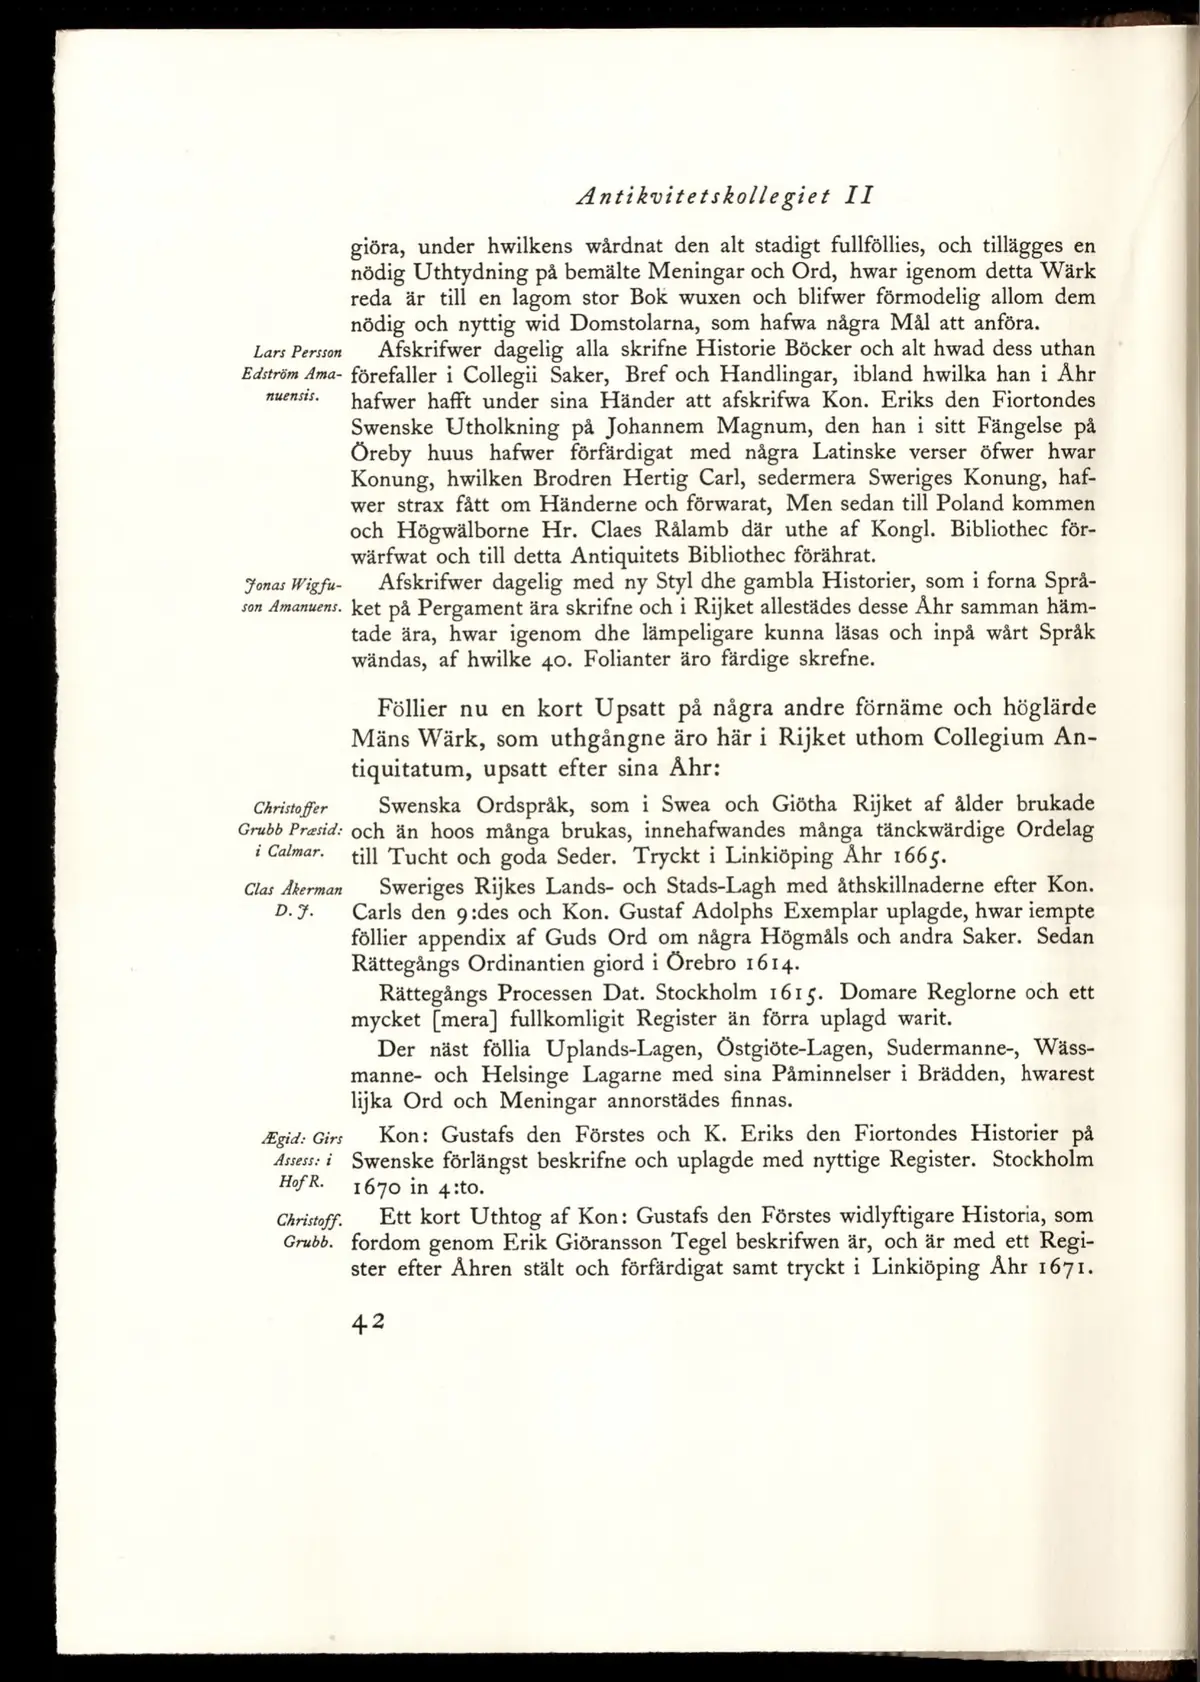 Antikvitetskollegiet II
giöra, under hwilkens wårdnat den alt stadigt fullföllies, och tillägges en
nödig Uthtydning på bemälte Meningar och Ord, hwar igenom detta Wärk
reda är till en lagom stor Bok wuxen och blifwer förmodelig allom dem
nödig och nyttig wid Domstolarna, som hafwa några Mål att anföra.
Lars Persson
Edström Ama-
nuensis.
Afskrifwer dagelig alla skrifne Historie Böcker och alt hwad dess uthan
förefaller i Collegii Saker, Bref och Handlingar, ibland hwilka han i Åhr
hafwer hafft under sina Händer att afskrifwa Kon. Eriks den Fiortondes
Swenske Utholkning på Johannem Magnum, den han i sitt Fängelse på
Öreby huus hafwer förfärdigat med några Latinske verser öfwer hwar
Konung, hwilken Brodren Hertig Carl, sedermera Sweriges Konung, haf-
wer strax fått om Händerne och förwarat, Men sedan till Poland kommen
och Högwälborne Hr. Claes Rålamb där uthe af Kongl. Bibliothec för-
wärfwat och till detta Antiquitets Bibliothec förährat.
Jonas Wigfu-
son Amanuens.
Afskrifwer dagelig med ny Styl dhe gambla Historier, som i forna Språ-
ket på Pergament ära skrifne och i Rijket allestädes desse Åhr samman häm-
tade ära, hwar igenom dhe lämpeligare kunna läsas och inpå wårt Språk
wändas, af hwilke 40. Folianter äro färdige skrefne.
Föllier nu en kort Upsatt på några andre förnäme och höglärde
Mäns Wärk, som uthgångne äro här i Rijket uthom Collegium An-
tiquitatum, upsatt efter sina Åhr:
Christoffer
Grubb Præsid:
i Calmar.
Swenska Ordspråk, som i Swea och Giötha Rijket af ålder brukade
och än hoos många brukas, innehafwandes många tänckwärdige Ordelag
till Tucht och goda Seder. Tryckt i Linkiöping Åhr 1665.
Clas Åkerman
D. J.
Sweriges Rijkes Lands- och Stads-Lagh med åthskillnaderne efter Kon.
Carls den 9:des och Kon. Gustaf Adolphs Exemplar uplagde, hwar iempte
föllier appendix af Guds Ord om några Högmåls och andra Saker. Sedan
Rättegångs Ordinantien giord i Örebro 1614.
Rättegångs Processen Dat. Stockholm 1615. Domare Reglorne och ett
mycket [mera] fullkomligit Register än förra uplagd warit.
Der näst föllia Uplands-Lagen, Östgiöte-Lagen, Sudermanne-, Wäss-
manne- och Helsinge Lagarne med sina Påminnelser i Brädden, hwarest
lijka Ord och Meningar annorstädes finnas.
Ægid: Girs
Assess: i
Hof R.
Kon: Gustafs den Förstes och K. Eriks den Fiortondes Historier på
Swenske förlängst beskrifne och uplagde med nyttige Register. Stockholm
1670 in 4:to.
Christoff.
Grubb.
Ett kort Uthtog af Kon: Gustafs den Förstes widlyftigare Historia, som
fordom genom Erik Giöransson Tegel beskrifwen är, och är med ett Regi-
ster efter Åhren stält och förfärdigat samt tryckt i Linkiöping Åhr 1671.
42